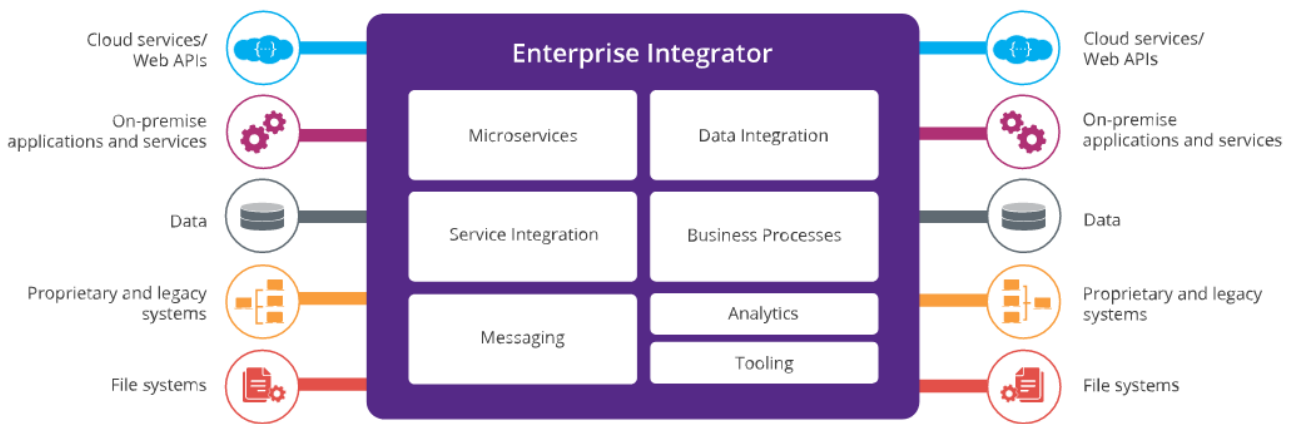 Cloud services/
Web APIs
On-premise
applications and services
Data
Proprietary and legacy
systems
File systems
Enterprise Integrator
Microservices
Data Integration
Service Integration
Business Processes
Messaging
Analytics
Tooling
Cloud services/
Web APIs
On-premise
applications and services
Data
Proprietary and legacy
systems
File systems